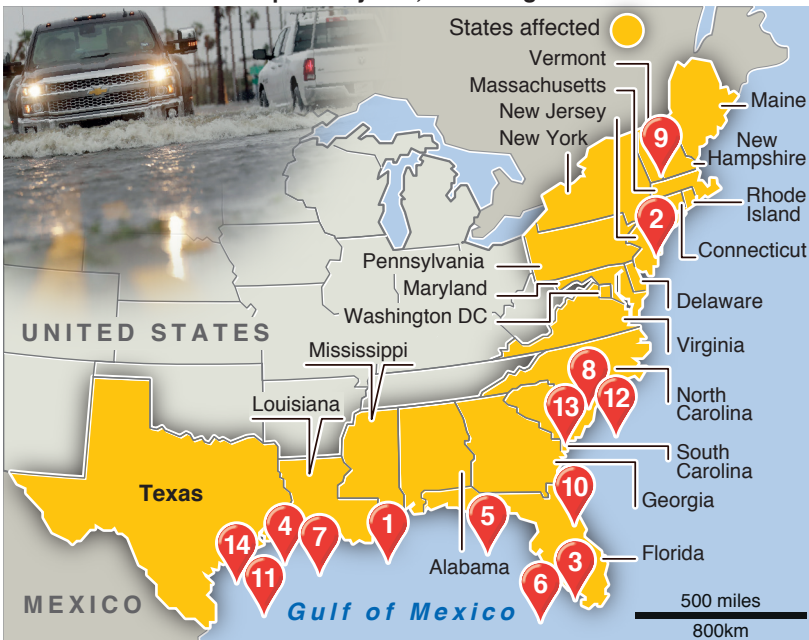 States affected
Vermont
Massachusetts
New Jersey
New York
Maine
9
New
Hampshire
Rhode
Island
2
Connecticut
Pennsylvania
Maryland
Washington DC
Delaware
Virginia
UNITED STATES
Mississippi
Louisiana
8
13
12
North
Carolina
South
Carolina
Georgia
Texas
10
14
4
7
1
5
11
Alabama
6
3
Florida
MEXICO
Gulf of Mexico
500 miles
800km